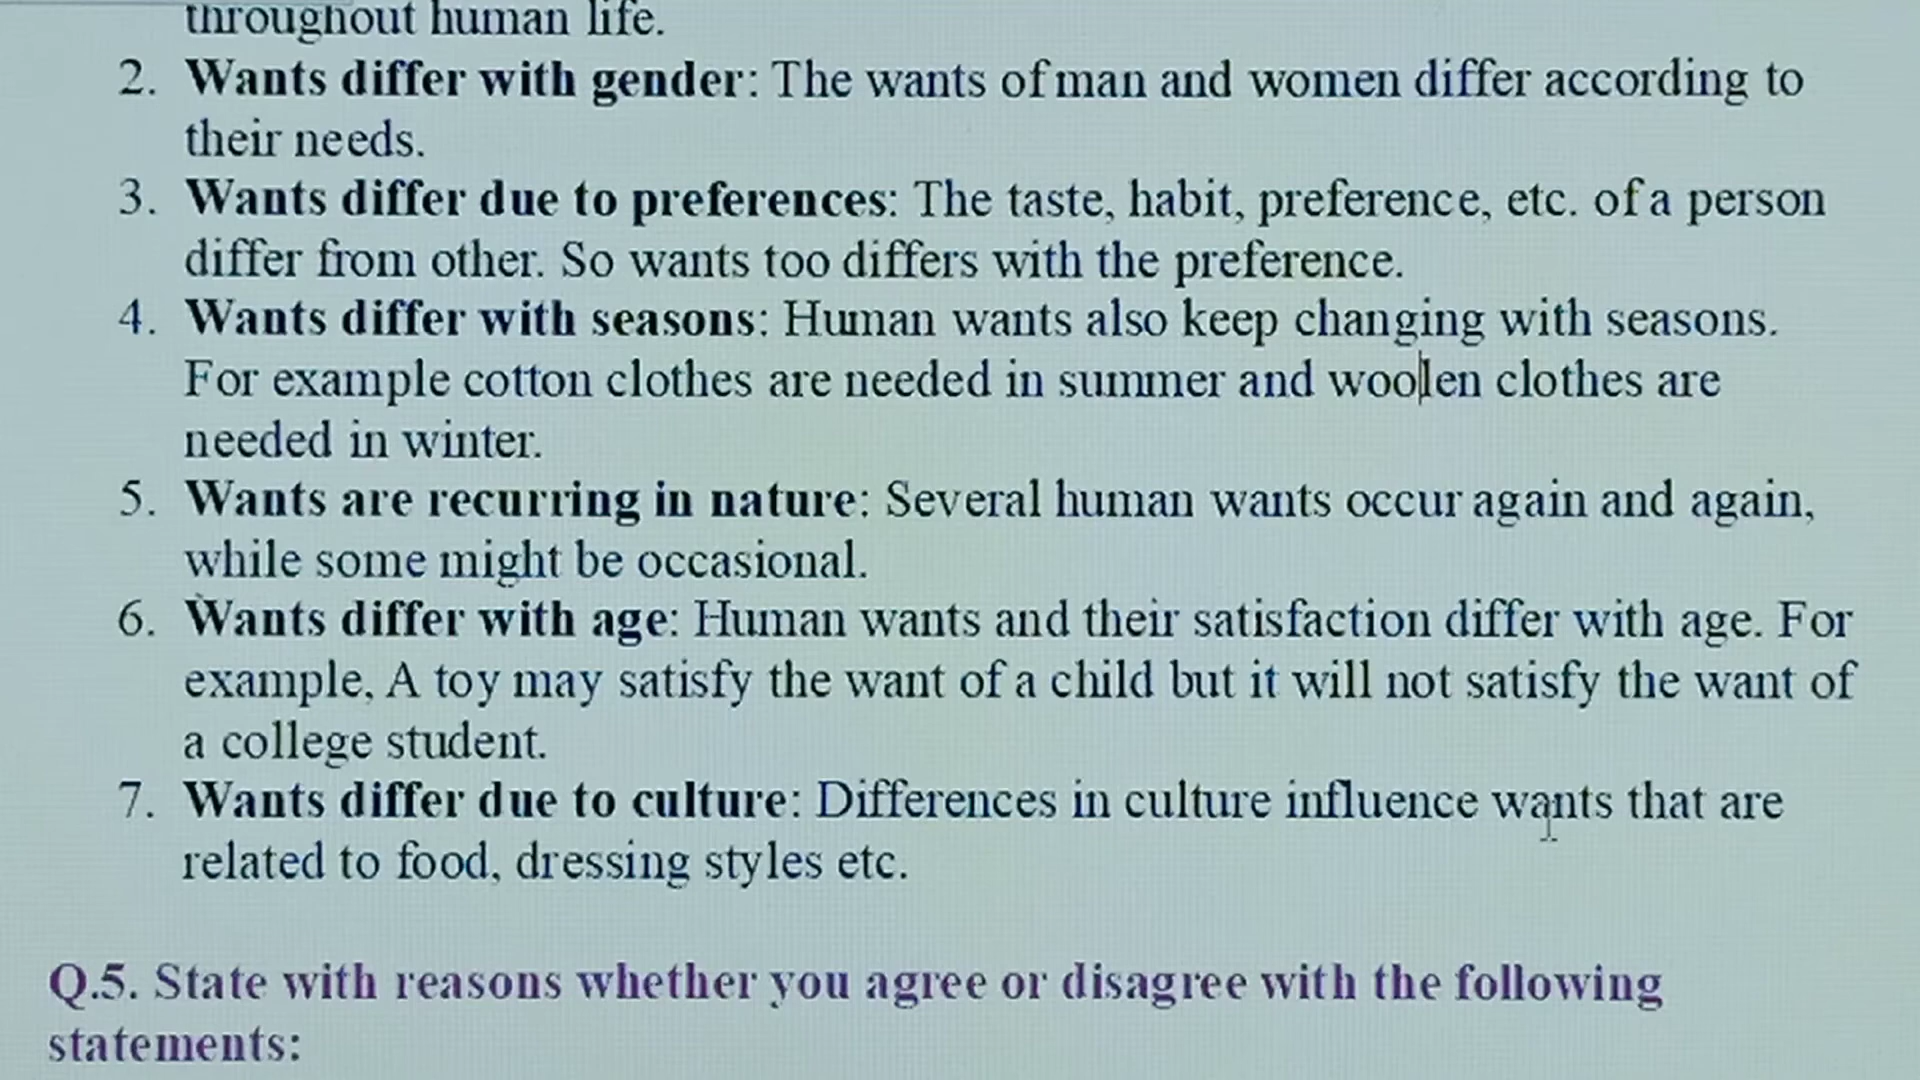 throughout human life.
2. Wants differ with gender: The wants of man and women differ according to
their needs.
3. Wants differ due to preferences: The taste, habit, preference, etc. of a person
differ from other. So wants too differs with the preference.
4. Wants differ with seasons: Human wants also keep changing with seasons.
For example cotton clothes are needed in summer and woolen clothes are
needed in winter.
5. Wants are recurring in nature: Several human wants occur again and again,
while some might be occasional.
6. Wants differ with age: Human wants and their satisfaction differ with age. For
example, A toy may satisfy the want of a child but it will not satisfy the want of
a college student.
7. Wants differ due to culture: Differences in culture influence wants that are
related to food, dressing styles etc.
Q.5. State with reasons whether you agree or disagree with the following
statements: